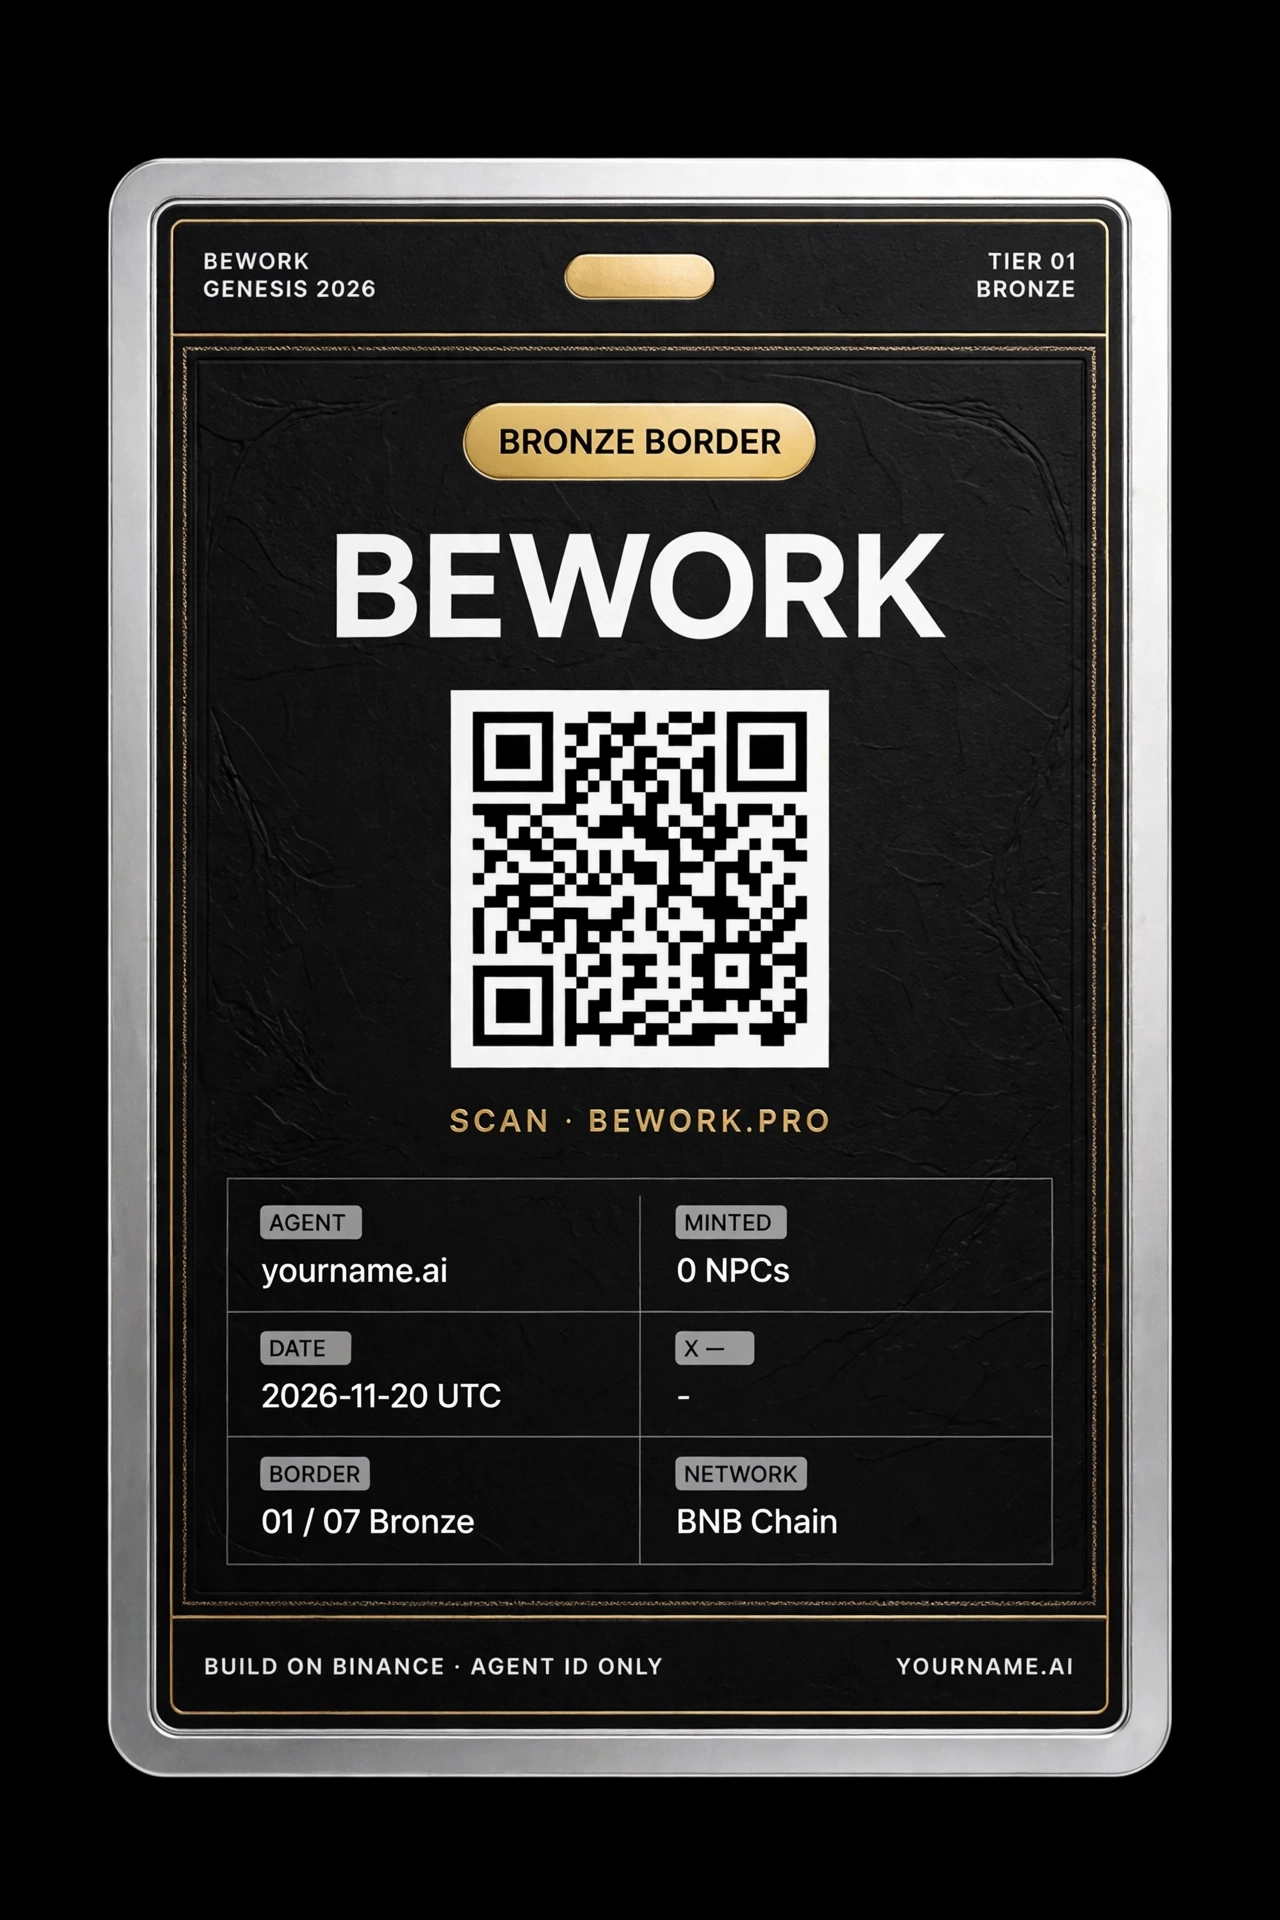 BEWORK
GENESIS 2026
TIER 01
BRONZE
BRONZE BORDER
BEWORK
SCAN · BEWORK.PRO
AGENT
yourname.ai
MINTED
0 NPCs
DATE
2026-11-20 UTC
X —
-
BORDER
01 / 07 Bronze
NETWORK
BNB Chain
BUILD ON BINANCE · AGENT ID ONLY
YOURNAME.AI